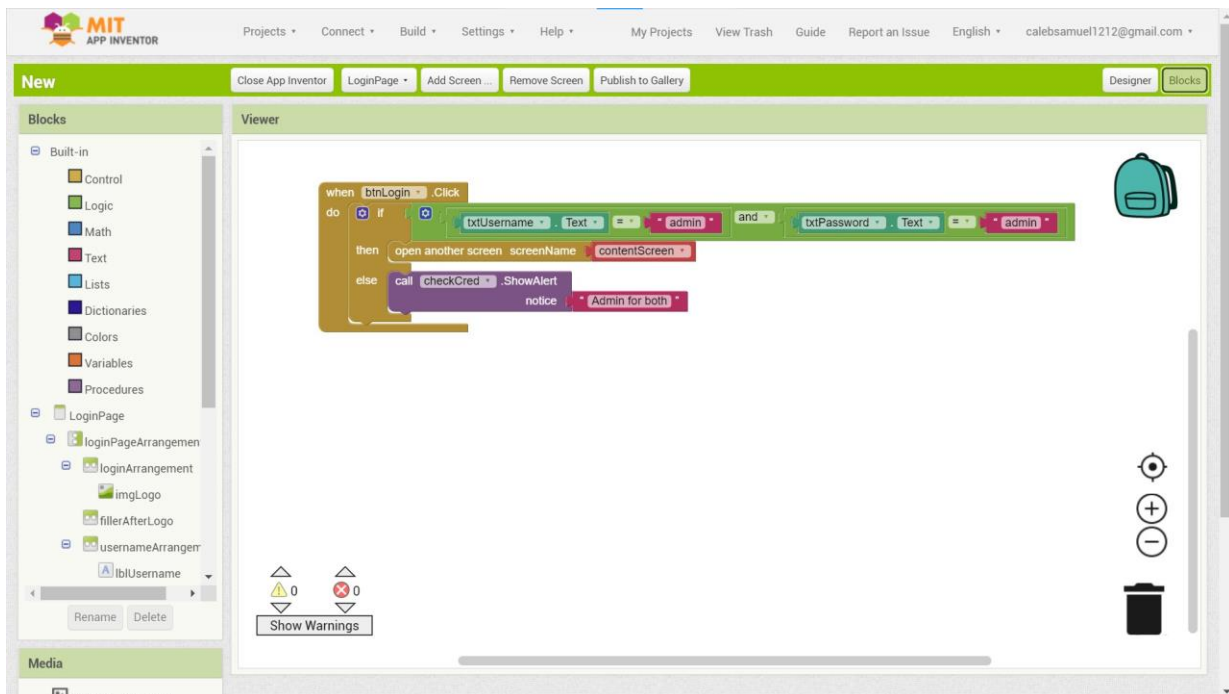 MIT
APP INVENTOR
Projects Connect Build Settings Help My Projects View Trash Guide Report an Issue English calebsamuel1212@gmail.com
New Close App Inventor LoginPage Add Screen ... Remove Screen Publish to Gallery Designer Blocks
Blocks
Viewer
Built-in
Control
Logic
Math
Text
Lists
Dictionaries
Colors
Variables
Procedures
LoginPage
loginPageArrangemen
loginArrangement
imgLogo
fillerAfterLogo
usernameArrangem
lblUsername
Rename Delete
Media
when btnLogin .Click
do if txtUsername . Text = " admin " and txtPassword . Text = " admin "
then open another screen screenName contentScreen
else call checkCred .ShowAlert
notice " Admin for both "
0 0
Show Warnings